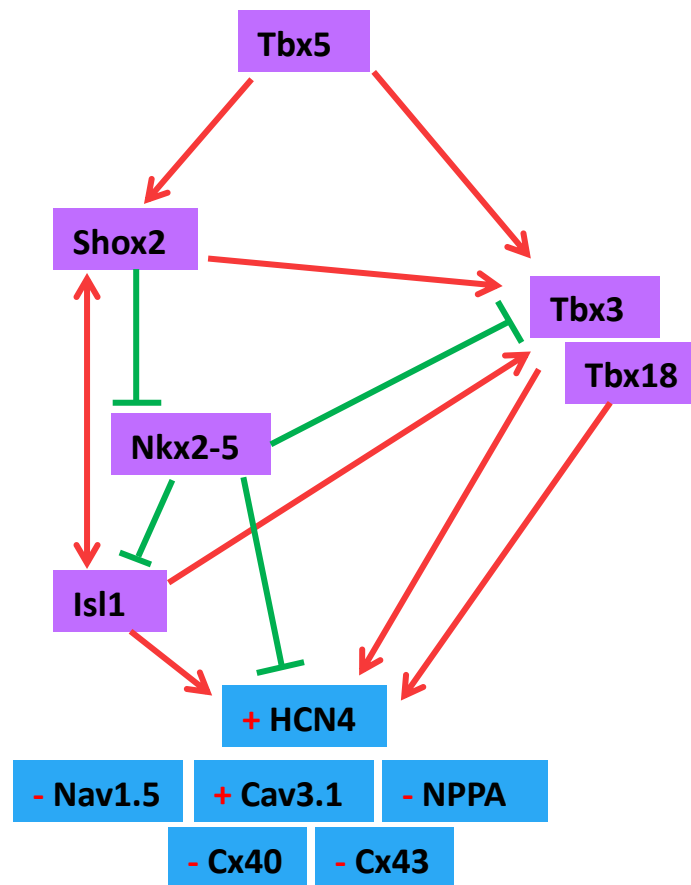 Tbx5
Shox2
Tbx3
Tbx18
Nkx2-5
Isl1
+ HCN4
- Nav1.5
+ Cav3.1
- NPPA
- Cx40
- Cx43